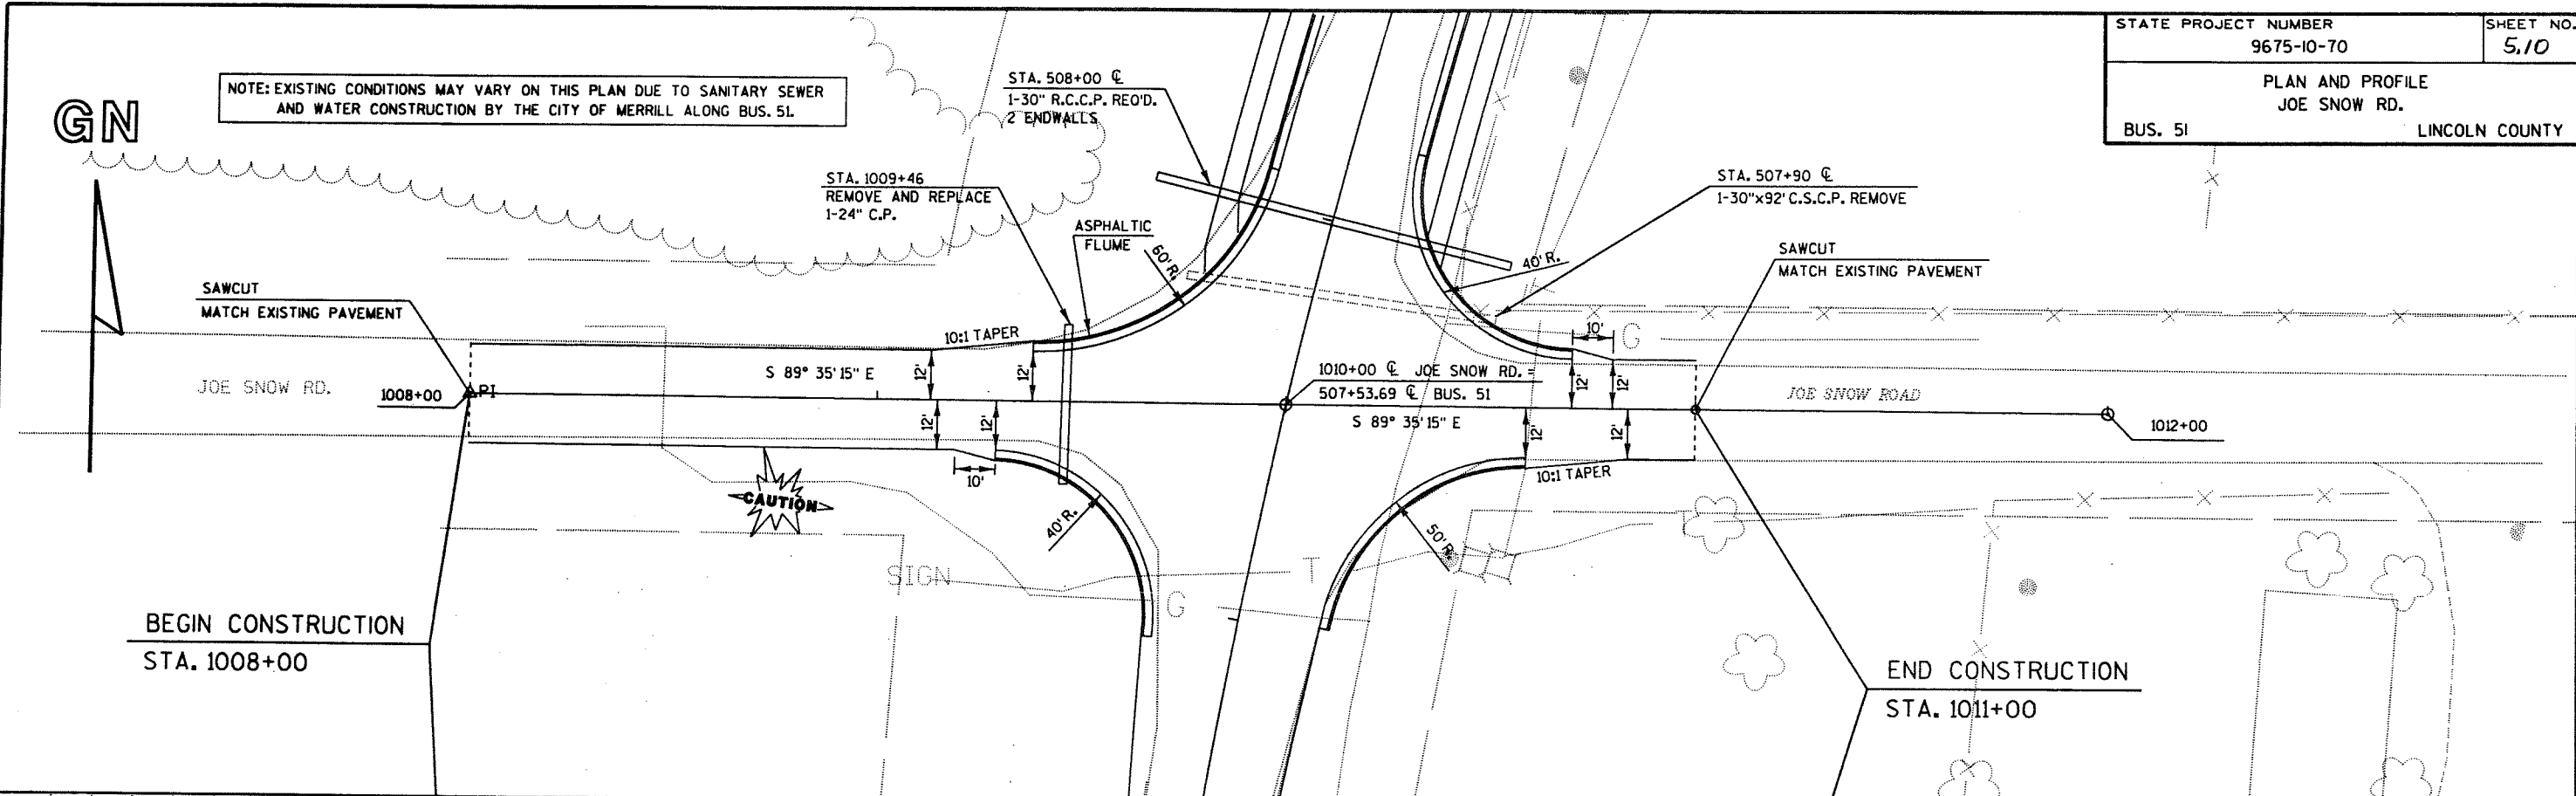 STATE PROJECT NUMBER
9675-10-70
SHEET NO.
5.10
PLAN AND PROFILE
JOE SNOW RD.
BUS. 51
LINCOLN COUNTY
GN
NOTE: EXISTING CONDITIONS MAY VARY ON THIS PLAN DUE TO SANITARY SEWER
AND WATER CONSTRUCTION BY THE CITY OF MERRILL ALONG BUS. 51.
STA. 508+00 ℄
1-30" R.C.C.P. REQ'D.
2 ENDWALLS
STA. 1009+46
REMOVE AND REPLACE
1-24" C.P.
ASPHALTIC
FLUME
60' R.
40' R.
STA. 507+90 ℄
1-30"x92' C.S.C.P. REMOVE
SAWCUT
MATCH EXISTING PAVEMENT
SAWCUT
MATCH EXISTING PAVEMENT
10:1 TAPER
10'
G
JOE SNOW RD.
1008+00
PI
S 89° 35' 15" E
12'
12'
1010+00 ℄ JOE SNOW RD. =
507+53.69 ℄ BUS. 51
S 89° 35' 15" E
12'
12'
JOE SNOW ROAD
1012+00
12'
12'
12'
12'
10'
10:1 TAPER
CAUTION
40' R.
50' R.
SIGN
T
T
G
BEGIN CONSTRUCTION
STA. 1008+00
END CONSTRUCTION
STA. 1011+00